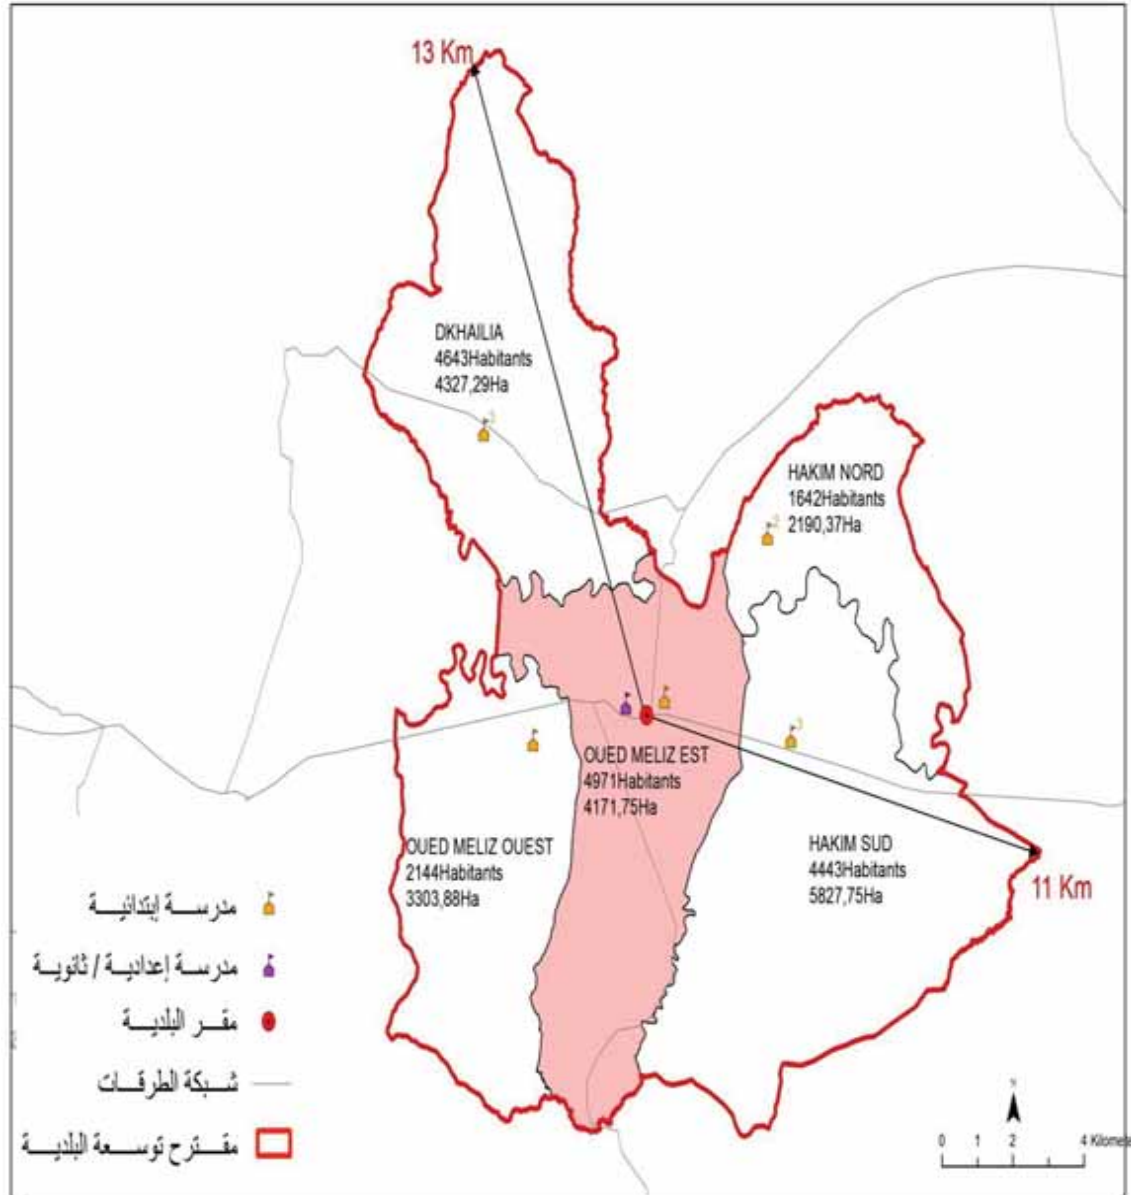 13 Km
DKHAILIA
4643Habitants
4327,29Ha
HAKIM NORD
1642Habitants
2190,37Ha
OUED MELIZ EST
4971Habitants
4171,75Ha
OUED MELIZ OUEST
2144Habitants
3303,88Ha
HAKIM SUD
4443Habitants
5827,75Ha
11 Km
مدرسة إبتدائية
مدرسة إعدادية / ثانوية
مقر البلدية
شبكة الطرقات
مقترح توسعة البلدية
N
0 1 2 4 Kilomete